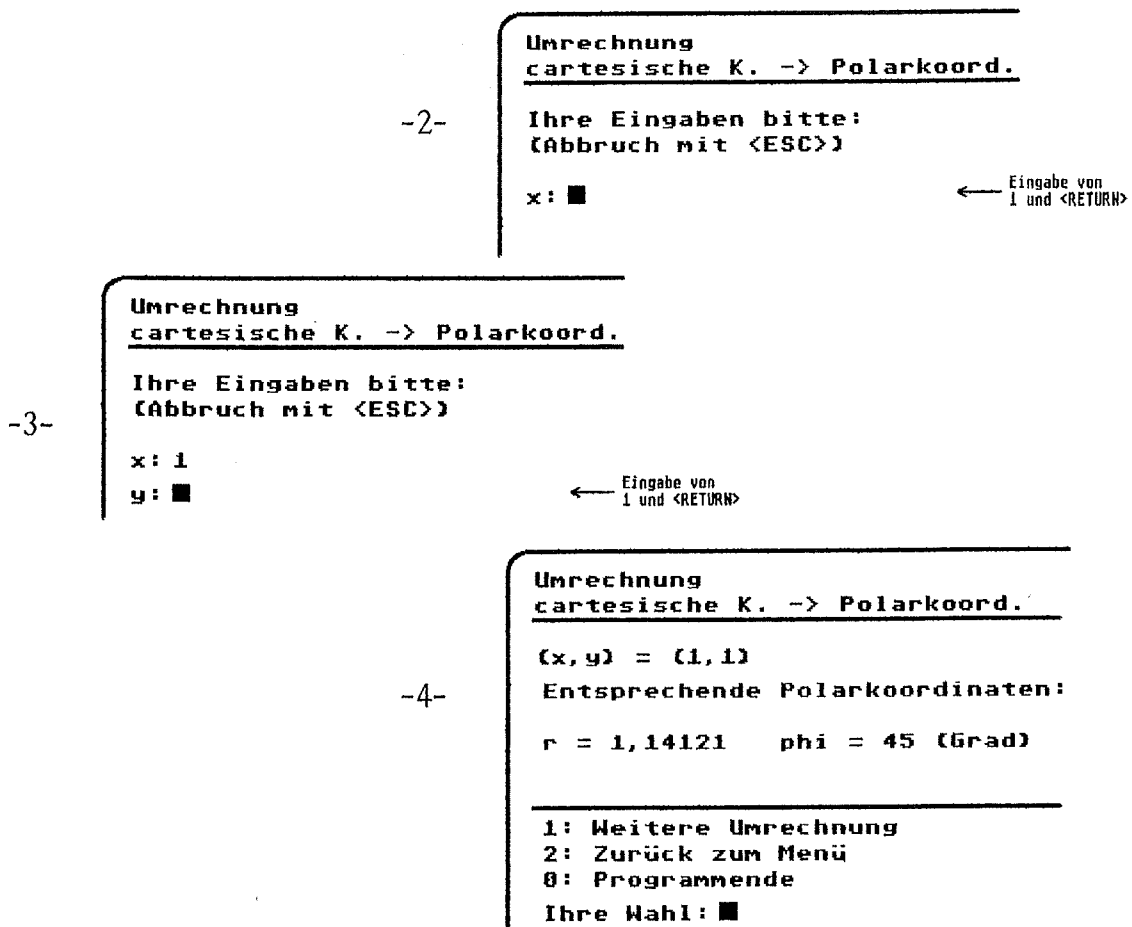 Umrechnung
cartesische K. -> Polarkoord.
-2-
Ihre Eingaben bitte:
(Abbruch mit <ESC>)
x:
Eingabe von
1 und <RETURN>
Umrechnung
cartesische K. -> Polarkoord.
-3-
Ihre Eingaben bitte:
(Abbruch mit <ESC>)
x: 1
y:
Eingabe von
1 und <RETURN>
Umrechnung
cartesische K. -> Polarkoord.
-4-
(x,y) = (1,1)
Entsprechende Polarkoordinaten:
r = 1,14121 phi = 45 (Grad)
1: Weitere Umrechnung
2: Zurück zum Menü
0: Programmende
Ihre Wahl: